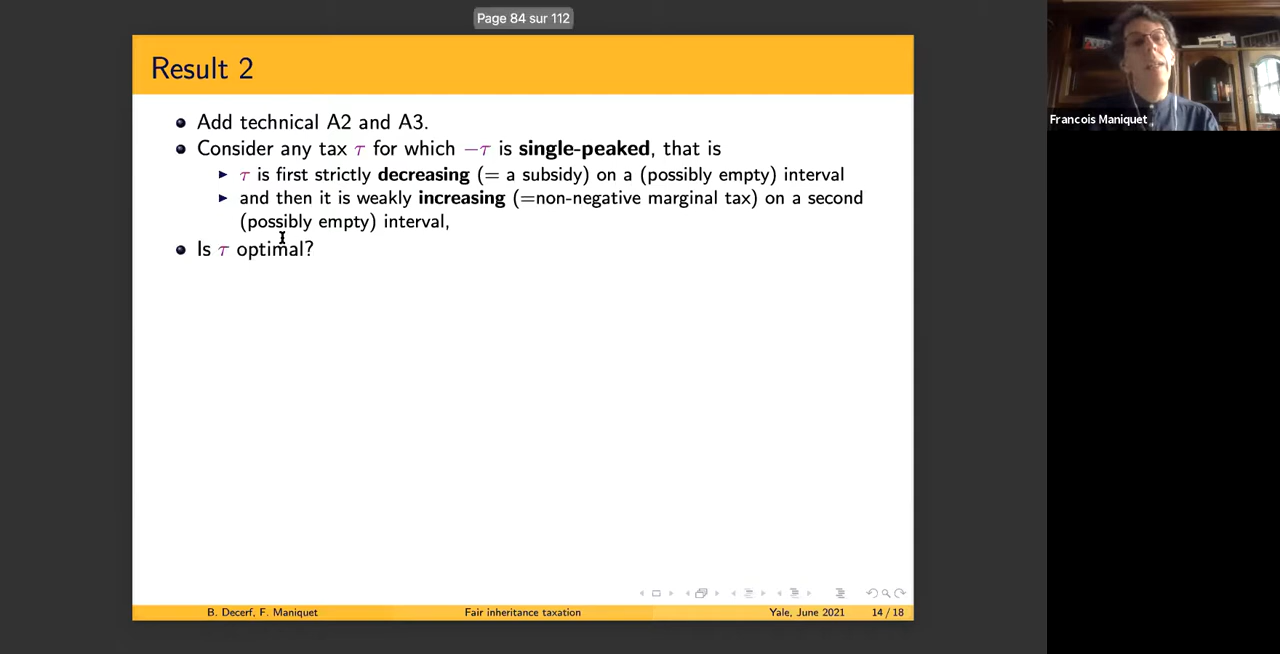 Page 84 sur 112
Result 2
Add technical A2 and A3.
Consider any tax τ for which −τ is single-peaked, that is
τ is first strictly decreasing (= a subsidy) on a (possibly empty) interval
and then it is weakly increasing (=non-negative marginal tax) on a second
(possibly empty) interval,
Is τ optimal?
B. Decerf, F. Maniquet
Fair inheritance taxation
Yale, June 2021
14 / 18
Francois Maniquet